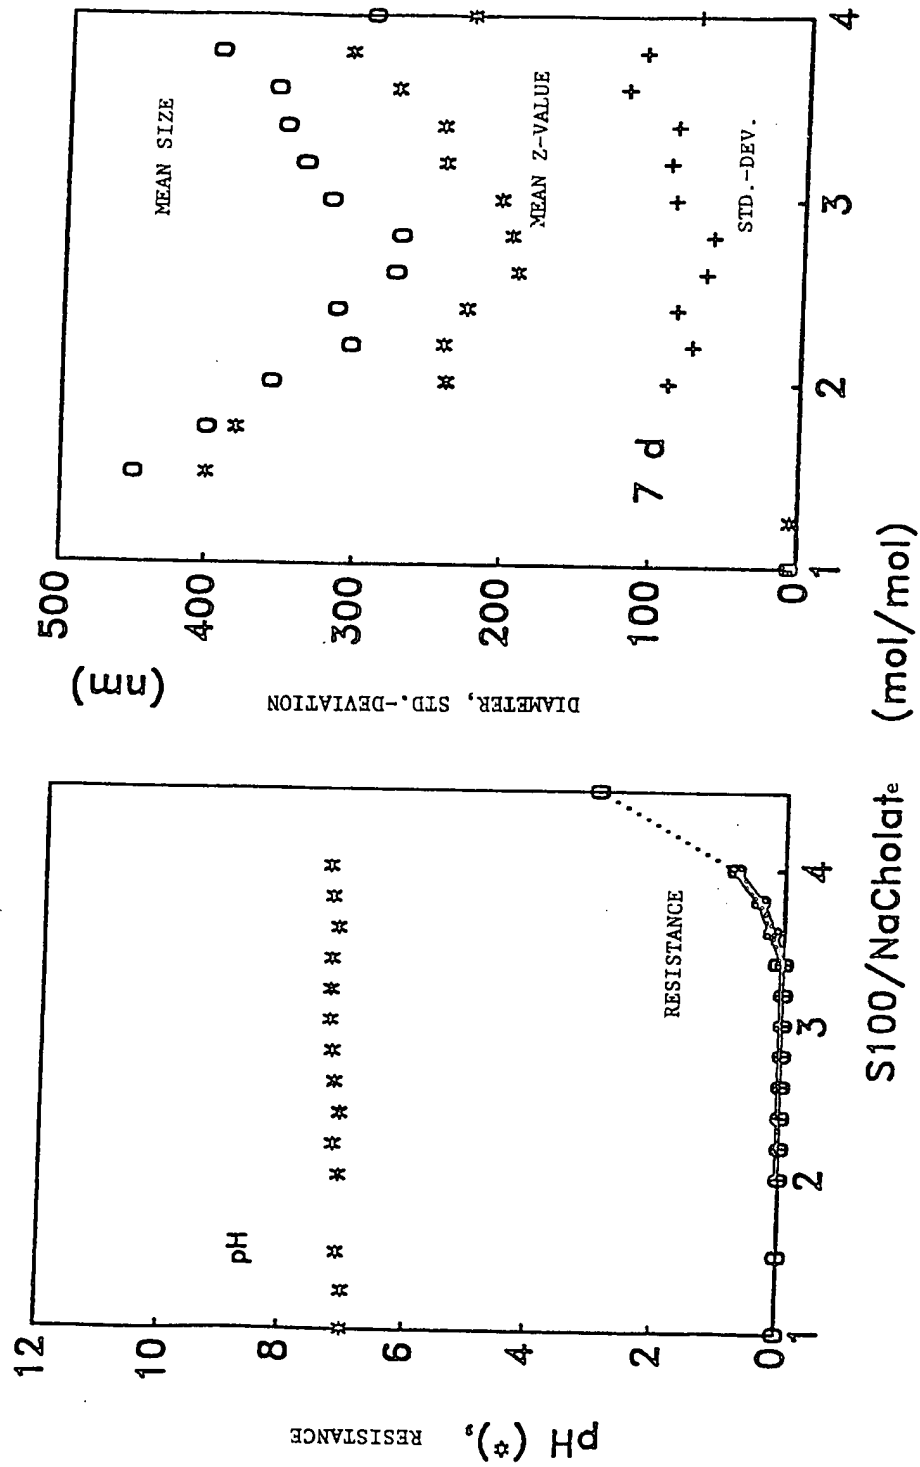 500
400
300
200
100
0
(nm)
DIAMETER, STD.-DEVIATION
MEAN SIZE
MEAN Z-VALUE
STD.-DEV.
7 d
1
2
3
4
(mol/mol)
12
10
8
6
4
2
0
pH (*),
RESISTANCE
pH
RESISTANCE
1
2
3
4
S100/NaCholate